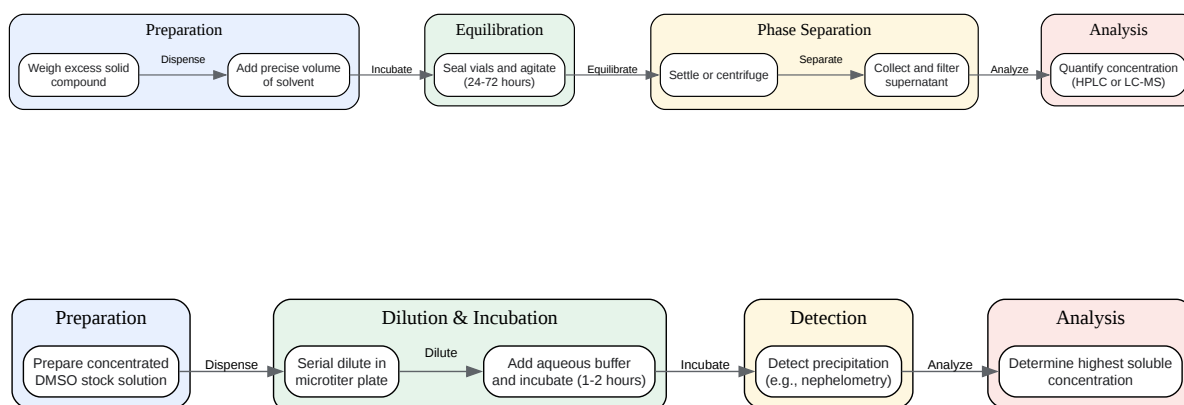 Preparation
Weigh excess solid
compound
Dispense
Add precise volume
of solvent
Incubate
Equilibration
Seal vials and agitate
(24-72 hours)
Equilibrate
Phase Separation
Settle or centrifuge
Separate
Collect and filter
supernatant
Analyze
Analysis
Quantify concentration
(HPLC or LC-MS)
Preparation
Prepare concentrated
DMSO stock solution
Dispense
Dilution & Incubation
Serial dilute in
microtiter plate
Dilute
Add aqueous buffer
and incubate (1-2 hours)
Incubate
Detection
Detect precipitation
(e.g., nephelometry)
Analyze
Analysis
Determine highest soluble
concentration